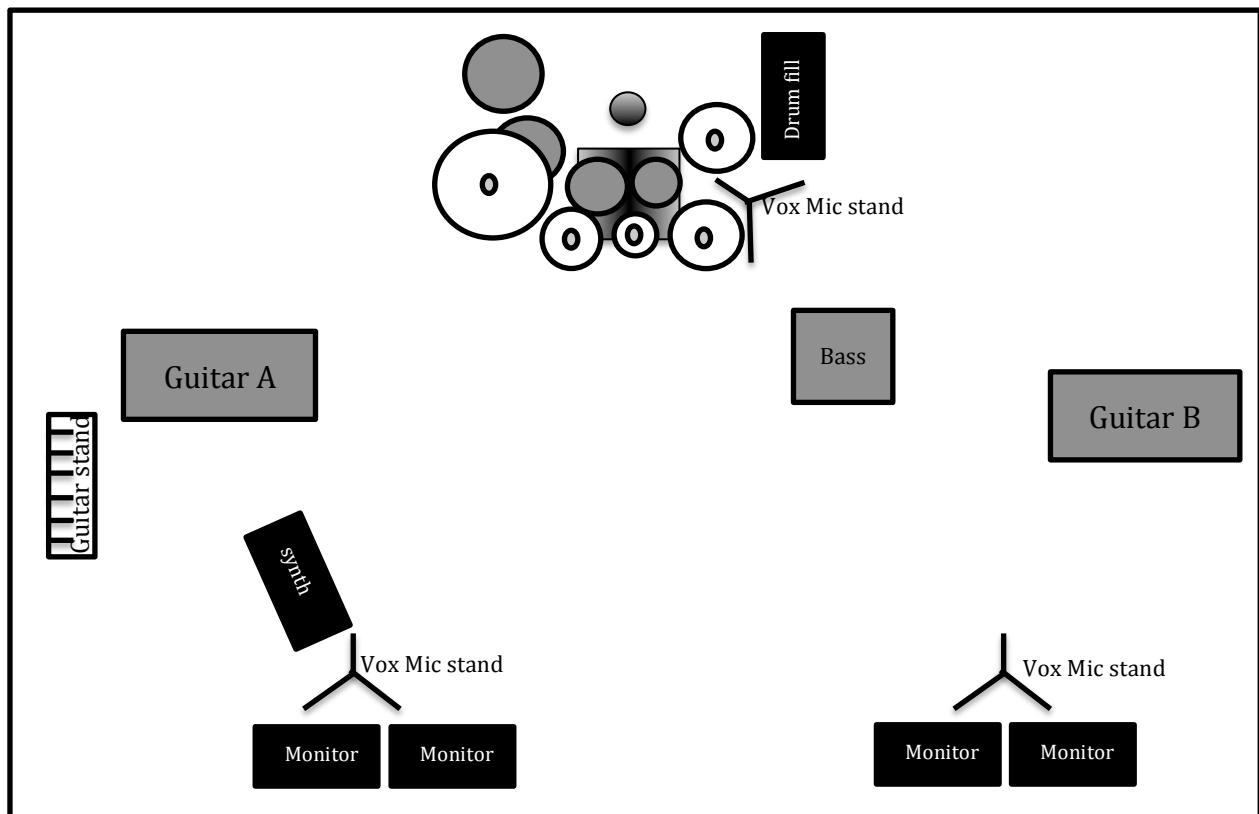 Drum fill
Vox Mic stand
Bass
Guitar A
Guitar B
Guitar stand
synth
Vox Mic stand
Vox Mic stand
Monitor
Monitor
Monitor
Monitor